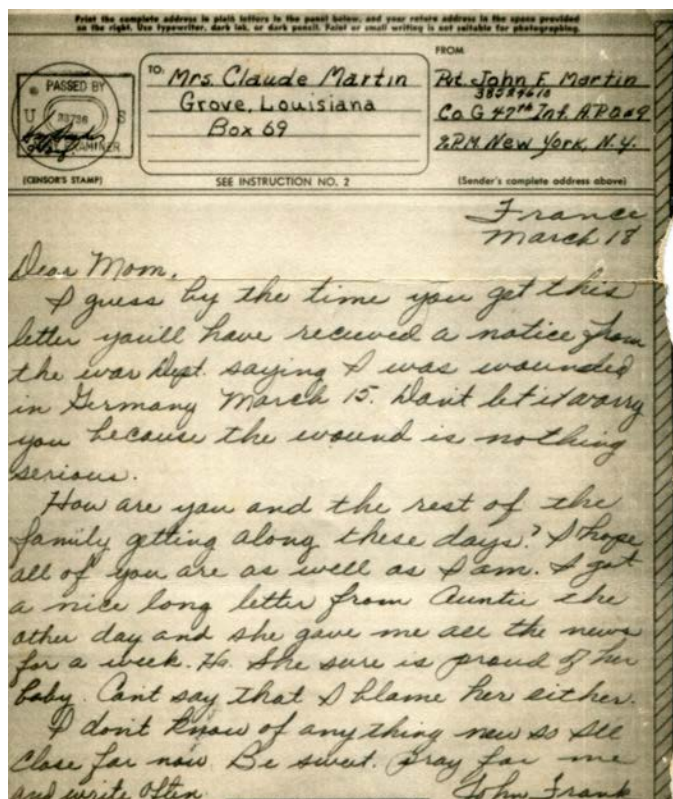 Print the complete address in plain letters in the panel below, and your return address in the space provided
on the right. Use typewriter, dark ink, or dark pencil. Faint or small writing is not suitable for photographing.
FROM
PASSED BY
U S
ARMY EXAMINER
(CENSOR'S STAMP)
TO: Mrs. Claude Martin
Grove, Louisiana
Box 69
SEE INSTRUCTION NO. 2
Pvt. John F. Martin
Co G 47th Inf. A.P.O. #9
% P.M. New York, N.Y.
(Sender's complete address above)
France
March 18
Dear Mom,
I guess by the time you get this
letter you'll have recieved a notice from
the war Dept. saying I was wounded
in Germany March 15. Don't let it worry
you because the wound is nothing
serious.
How are you and the rest of the
family getting along these days? I hope
all of you are as well as I am. I got
a nice long letter from Auntie the
other day and she gave me all the news
for a week. Ha. She sure is proud of her
baby. Cant say that I blame her either.
I don't know of any thing new so I'll
close for now. Be sweet. pray for me
and write often.
John Frank